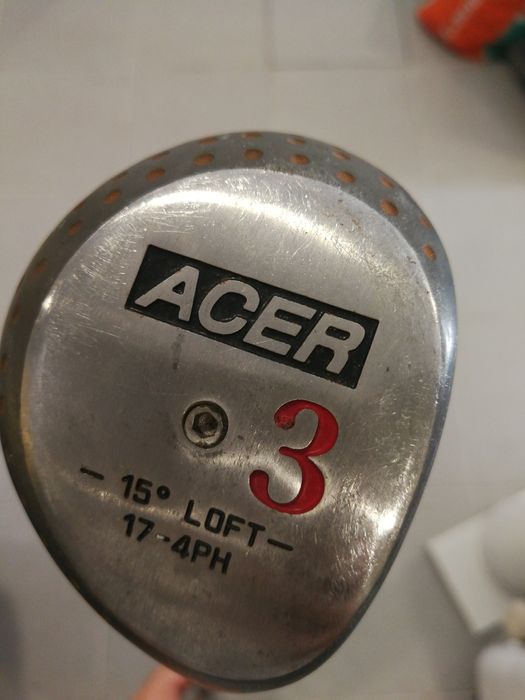 ACER
3
— 15° LOFT —
17-4PH